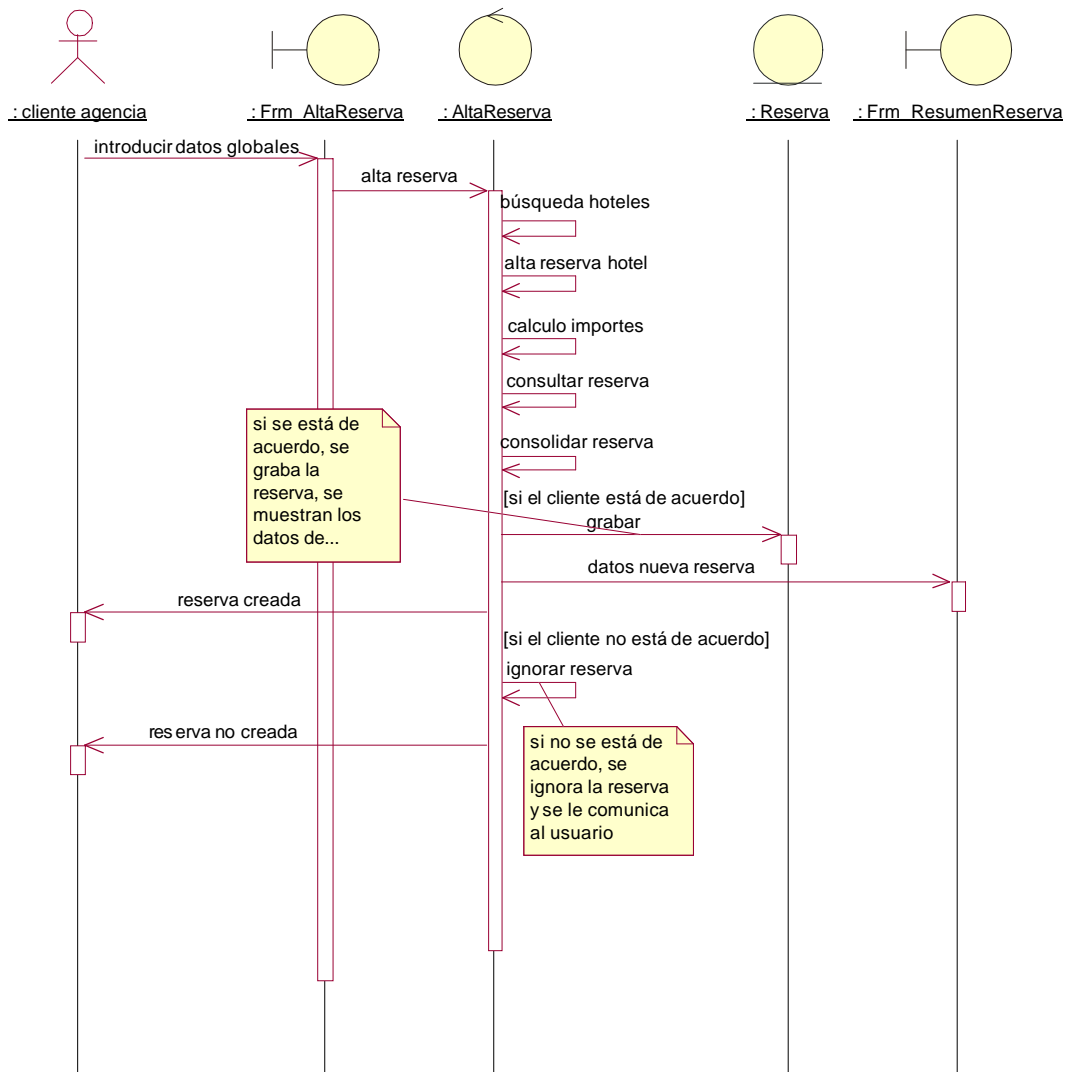 : cliente agencia
: Frm_AltaReserva
: AltaReserva
: Reserva
: Frm_ResumenReserva
introducir datos globales
alta reserva
búsqueda hoteles
alta reserva hotel
calculo importes
consultar reserva
si se está de
acuerdo, se
graba la
reserva, se
muestran los
datos de...
consolidar reserva
[si el cliente está de acuerdo]
grabar
datos nueva reserva
reserva creada
[si el cliente no está de acuerdo]
ignorar reserva
reserva no creada
si no se está de
acuerdo, se
ignora la reserva
y se le comunica
al usuario